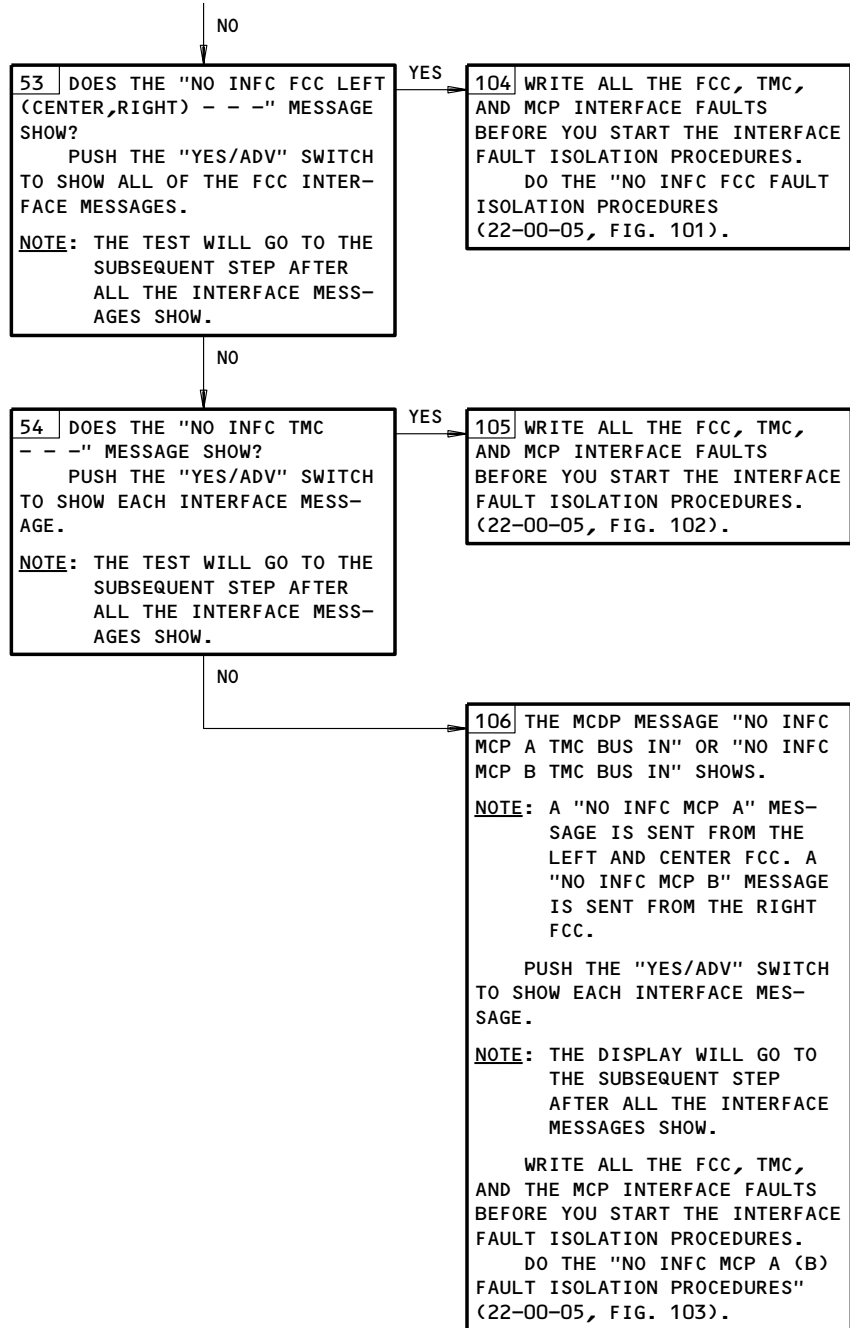 NO
53 DOES THE "NO INFC FCC LEFT
(CENTER,RIGHT) – – –" MESSAGE
SHOW?
PUSH THE "YES/ADV" SWITCH
TO SHOW ALL OF THE FCC INTER–
FACE MESSAGES.
NOTE: THE TEST WILL GO TO THE
SUBSEQUENT STEP AFTER
ALL THE INTERFACE MESS–
AGES SHOW.
YES
104 WRITE ALL THE FCC, TMC,
AND MCP INTERFACE FAULTS
BEFORE YOU START THE INTERFACE
FAULT ISOLATION PROCEDURES.
DO THE "NO INFC FCC FAULT
ISOLATION PROCEDURES
(22–00–05, FIG. 101).
NO
54 DOES THE "NO INFC TMC
– – –" MESSAGE SHOW?
PUSH THE "YES/ADV" SWITCH
TO SHOW EACH INTERFACE MESS–
AGE.
NOTE: THE TEST WILL GO TO THE
SUBSEQUENT STEP AFTER
ALL THE INTERFACE MESS–
AGES SHOW.
YES
105 WRITE ALL THE FCC, TMC,
AND MCP INTERFACE FAULTS
BEFORE YOU START THE INTERFACE
FAULT ISOLATION PROCEDURES.
(22–00–05, FIG. 102).
NO
106 THE MCDP MESSAGE "NO INFC
MCP A TMC BUS IN" OR "NO INFC
MCP B TMC BUS IN" SHOWS.
NOTE: A "NO INFC MCP A" MES–
SAGE IS SENT FROM THE
LEFT AND CENTER FCC. A
"NO INFC MCP B" MESSAGE
IS SENT FROM THE RIGHT
FCC.
PUSH THE "YES/ADV" SWITCH
TO SHOW EACH INTERFACE MES–
SAGE.
NOTE: THE DISPLAY WILL GO TO
THE SUBSEQUENT STEP
AFTER ALL THE INTERFACE
MESSAGES SHOW.
WRITE ALL THE FCC, TMC,
AND THE MCP INTERFACE FAULTS
BEFORE YOU START THE INTERFACE
FAULT ISOLATION PROCEDURES.
DO THE "NO INFC MCP A (B)
FAULT ISOLATION PROCEDURES"
(22–00–05, FIG. 103).